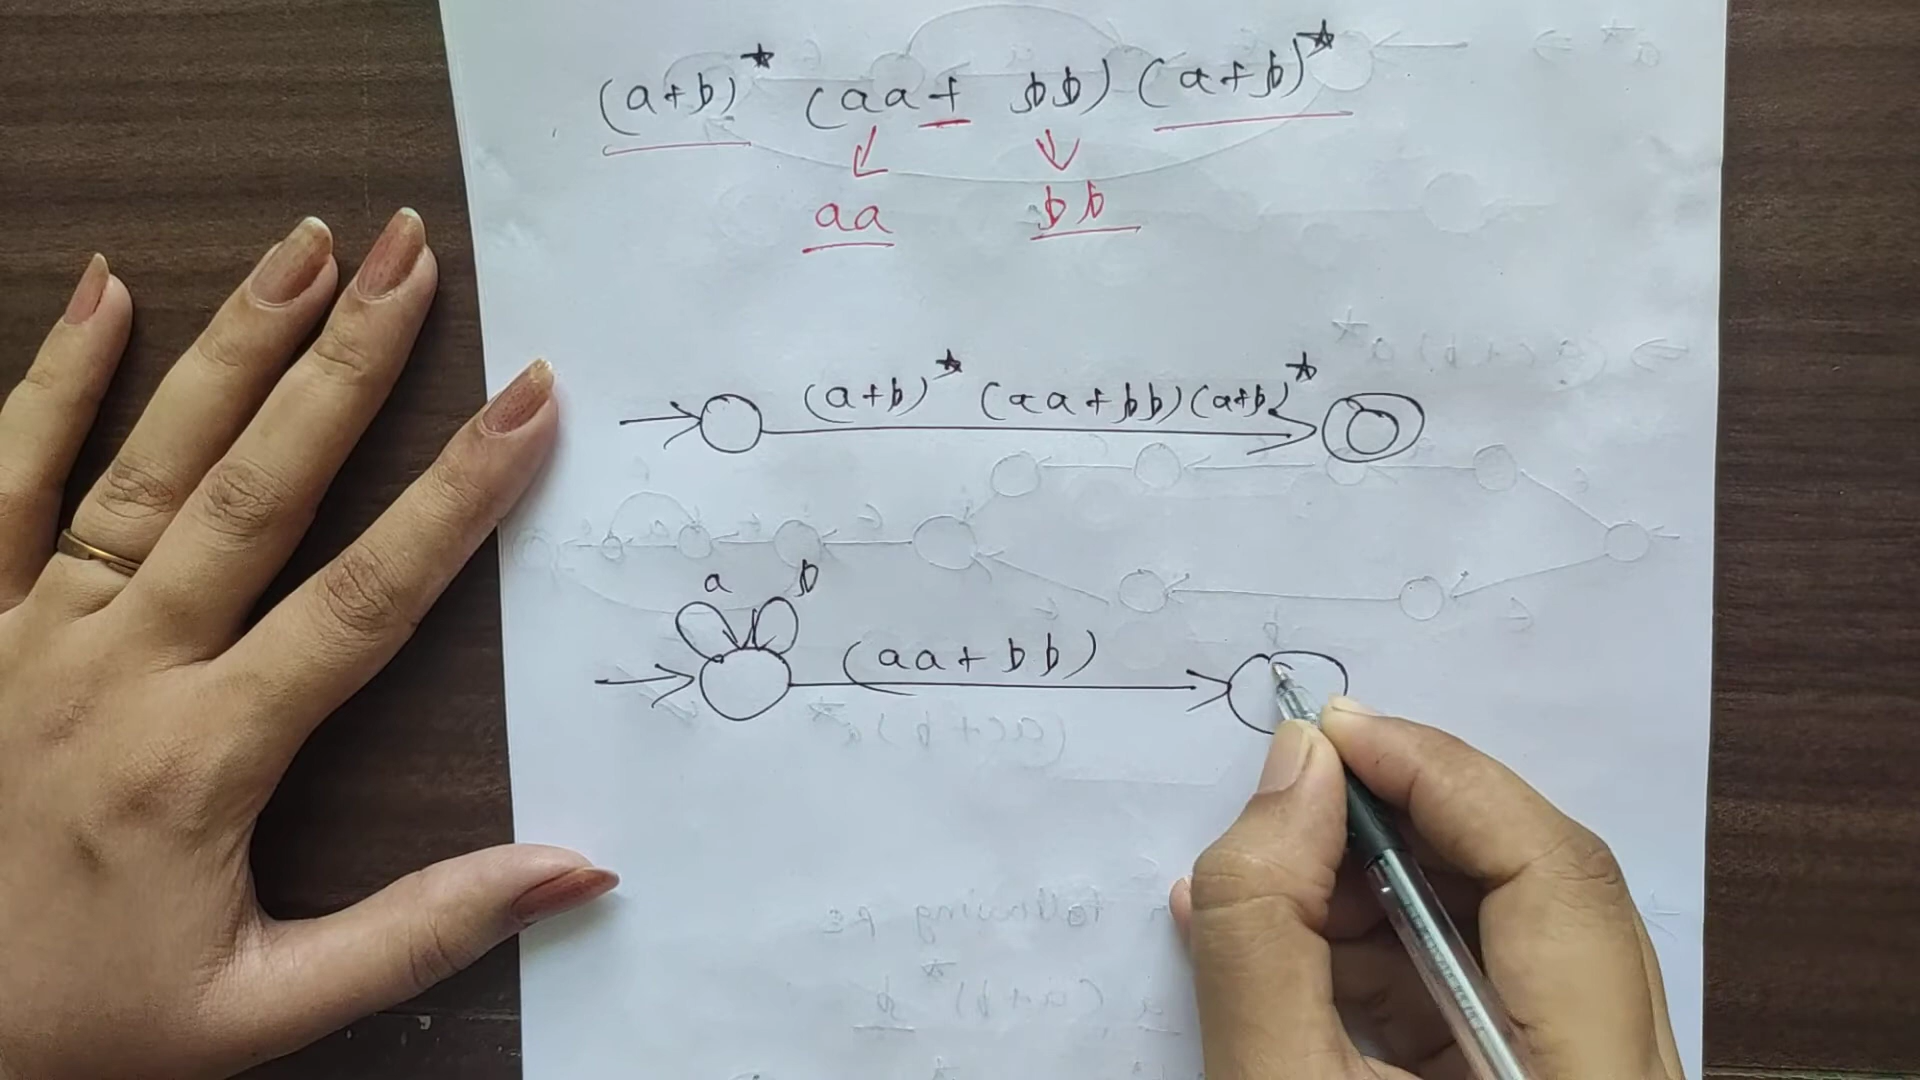 (a+b)* (aa + bb) (a+b)*
aa bb
(a+b)* (aa+bb)(a+b)*
a b
(aa+bb)